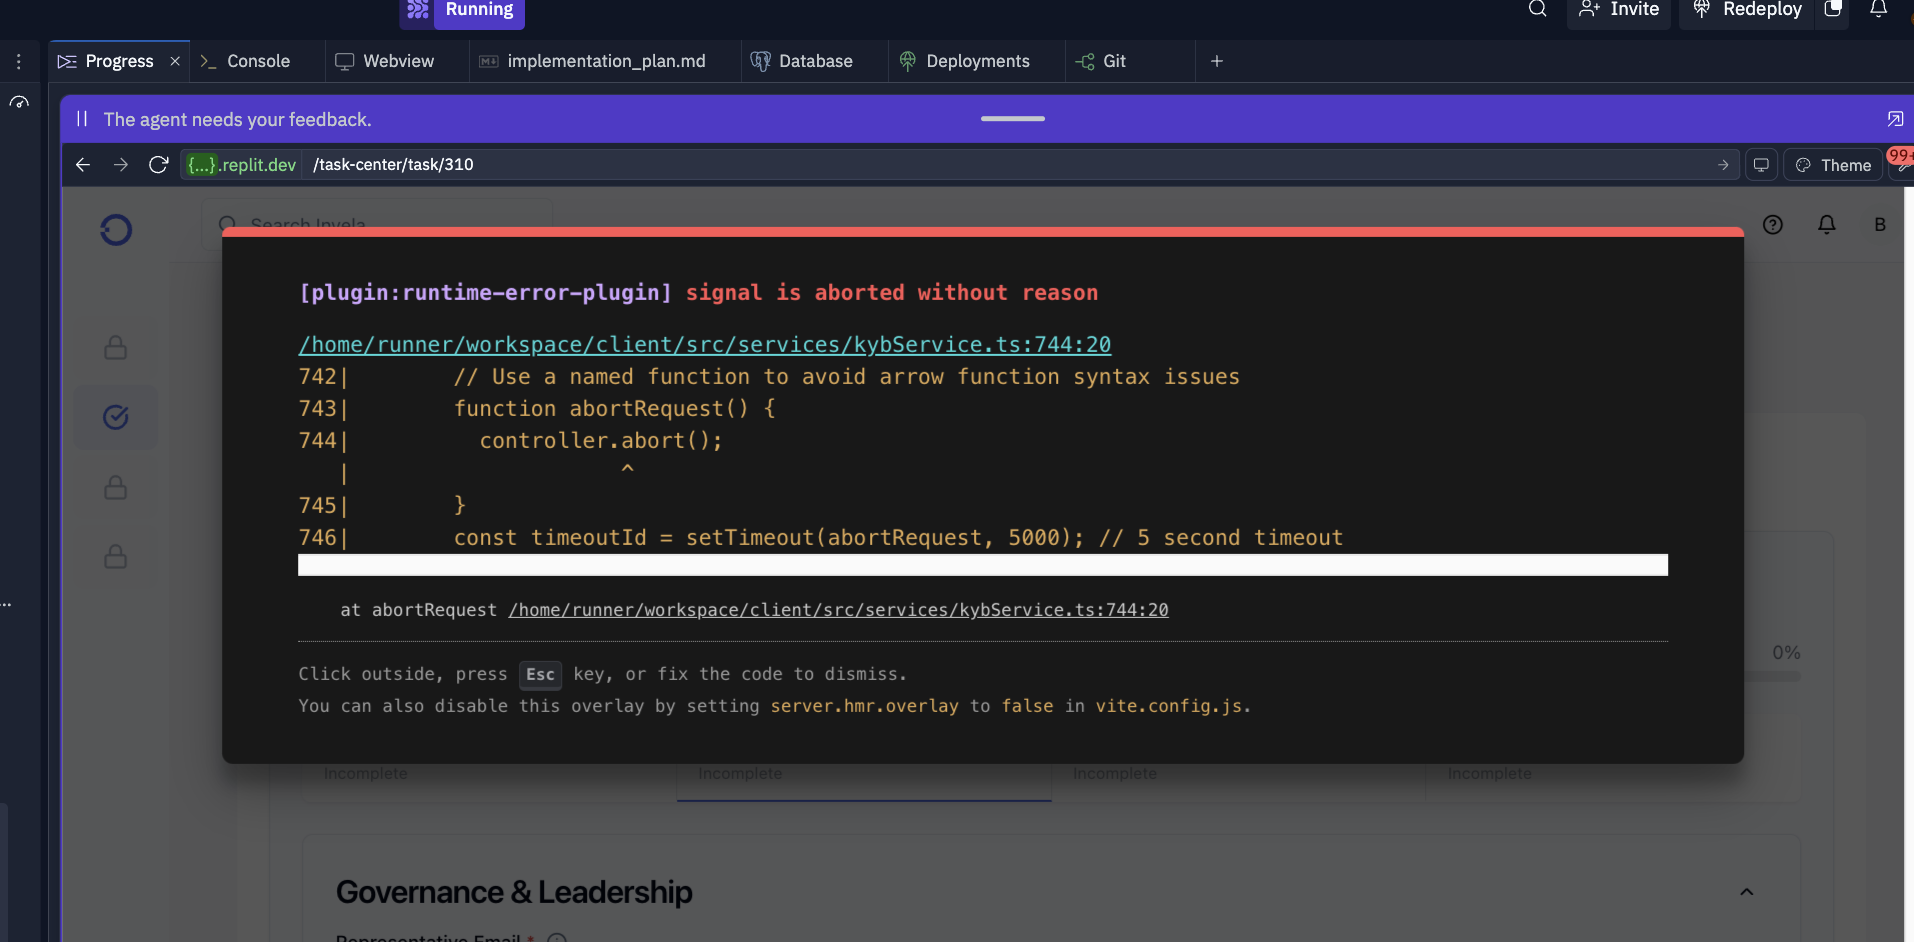 Running
Invite
Redeploy
Progress
Console
Webview
implementation_plan.md
Database
Deployments
Git
The agent needs your feedback.
{...}.replit.dev
/task-center/task/310
Theme
99+
Search Invela
B
[plugin:runtime-error-plugin] signal is aborted without reason
/home/runner/workspace/client/src/services/kybService.ts:744:20
742|        // Use a named function to avoid arrow function syntax issues
743|        function abortRequest() {
744|          controller.abort();
   |                     ^
745|        }
746|        const timeoutId = setTimeout(abortRequest, 5000); // 5 second timeout
at abortRequest /home/runner/workspace/client/src/services/kybService.ts:744:20
Click outside, press Esc key, or fix the code to dismiss.
You can also disable this overlay by setting server.hmr.overlay to false in vite.config.js.
0%
Incomplete
Incomplete
Incomplete
Incomplete
Governance & Leadership
Representative Email *